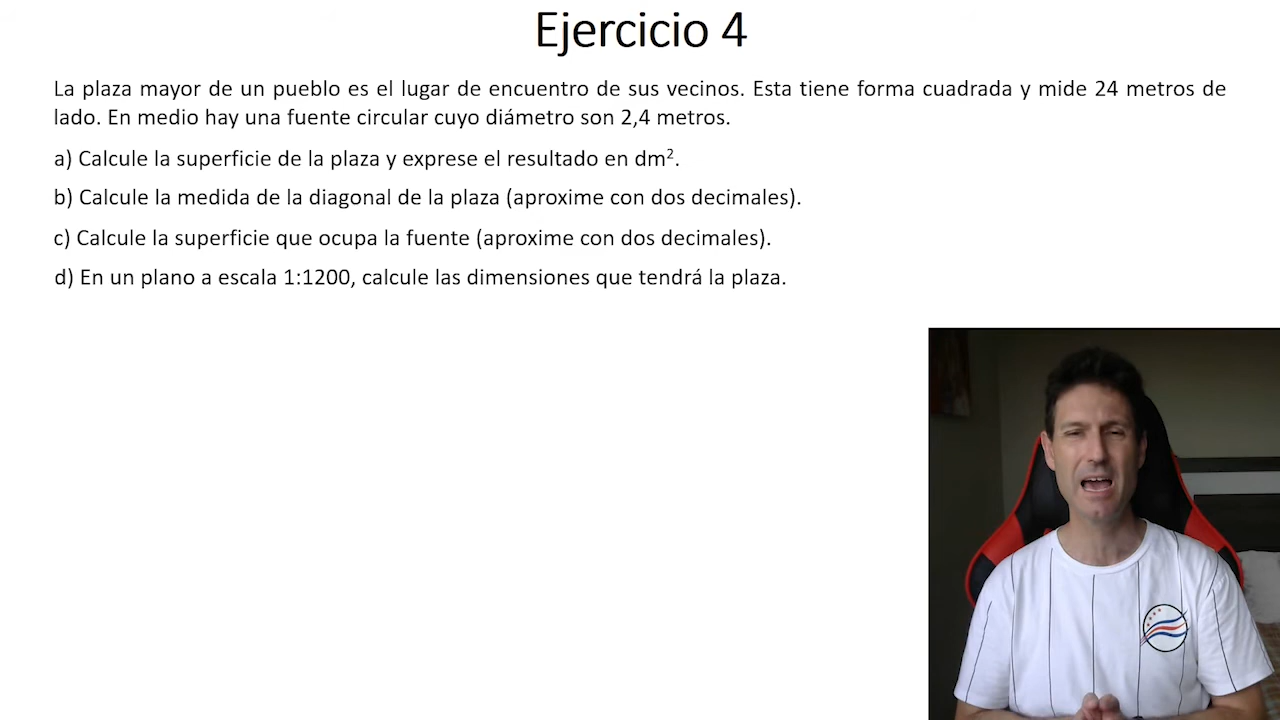 Ejercicio 4
La plaza mayor de un pueblo es el lugar de encuentro de sus vecinos. Esta tiene forma cuadrada y mide 24 metros de
lado. En medio hay una fuente circular cuyo diámetro son 2,4 metros.
a) Calcule la superficie de la plaza y exprese el resultado en dm².
b) Calcule la medida de la diagonal de la plaza (aproxime con dos decimales).
c) Calcule la superficie que ocupa la fuente (aproxime con dos decimales).
d) En un plano a escala 1:1200, calcule las dimensiones que tendrá la plaza.